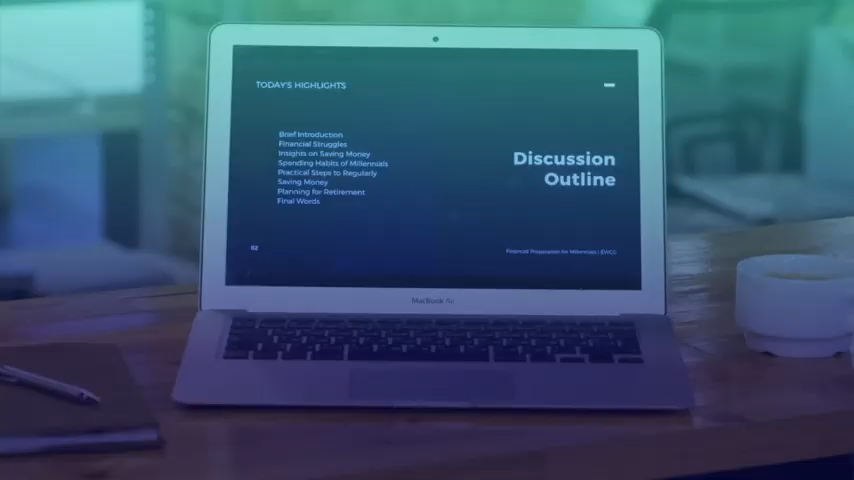 TODAY'S HIGHLIGHTS
Brief Introduction
Financial Struggles
Insights on Saving Money
Spending Habits of Millennials
Practical Steps to Regularly
Saving Money
Planning for Retirement
Final Words
Discussion
Outline
02
Financial Preparation for Millennials | EWCG
MacBook Air